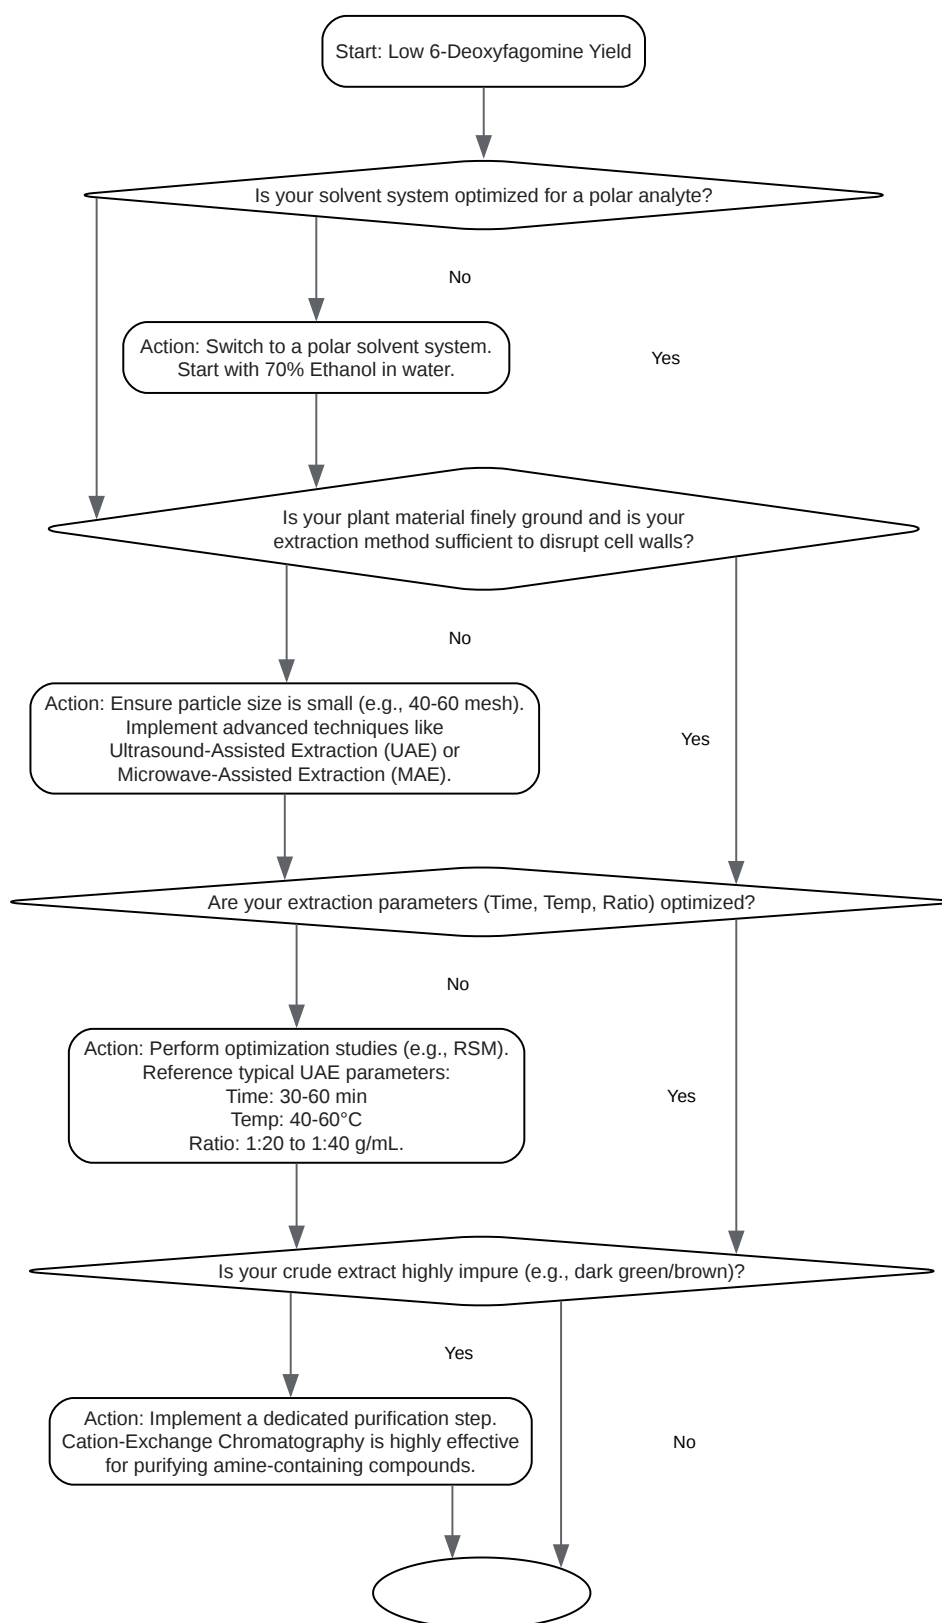 Start: Low 6-Deoxyfagomine Yield
Is your solvent system optimized for a polar analyte?
No
Action: Switch to a polar solvent system.
Start with 70% Ethanol in water.
Yes
Is your plant material finely ground and is your
extraction method sufficient to disrupt cell walls?
No
Action: Ensure particle size is small (e.g., 40-60 mesh).
Implement advanced techniques like
Ultrasound-Assisted Extraction (UAE) or
Microwave-Assisted Extraction (MAE).
Yes
Are your extraction parameters (Time, Temp, Ratio) optimized?
No
Action: Perform optimization studies (e.g., RSM).
Reference typical UAE parameters:
Time: 30-60 min
Temp: 40-60°C
Ratio: 1:20 to 1:40 g/mL.
Yes
Is your crude extract highly impure (e.g., dark green/brown)?
Yes
Action: Implement a dedicated purification step.
Cation-Exchange Chromatography is highly effective
for purifying amine-containing compounds.
No